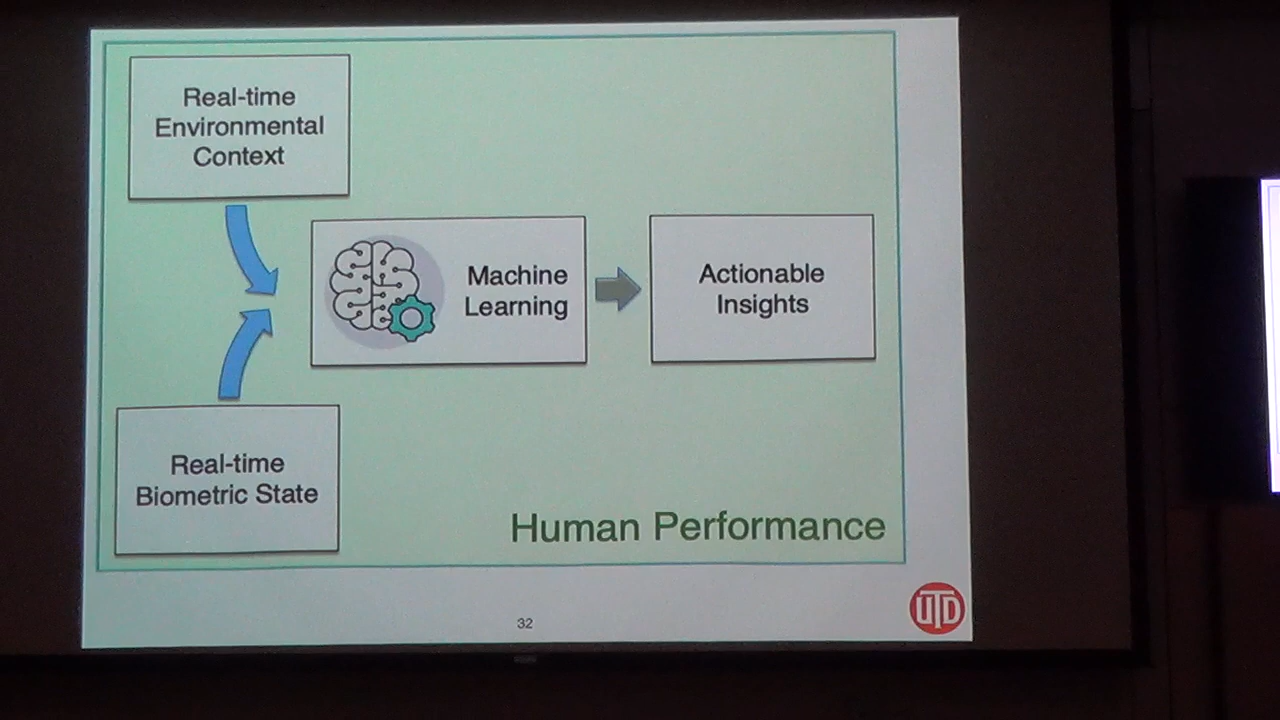 Real-time
Environmental
Context
Machine
Learning
Actionable
Insights
Real-time
Biometric State
Human Performance
32
UTD